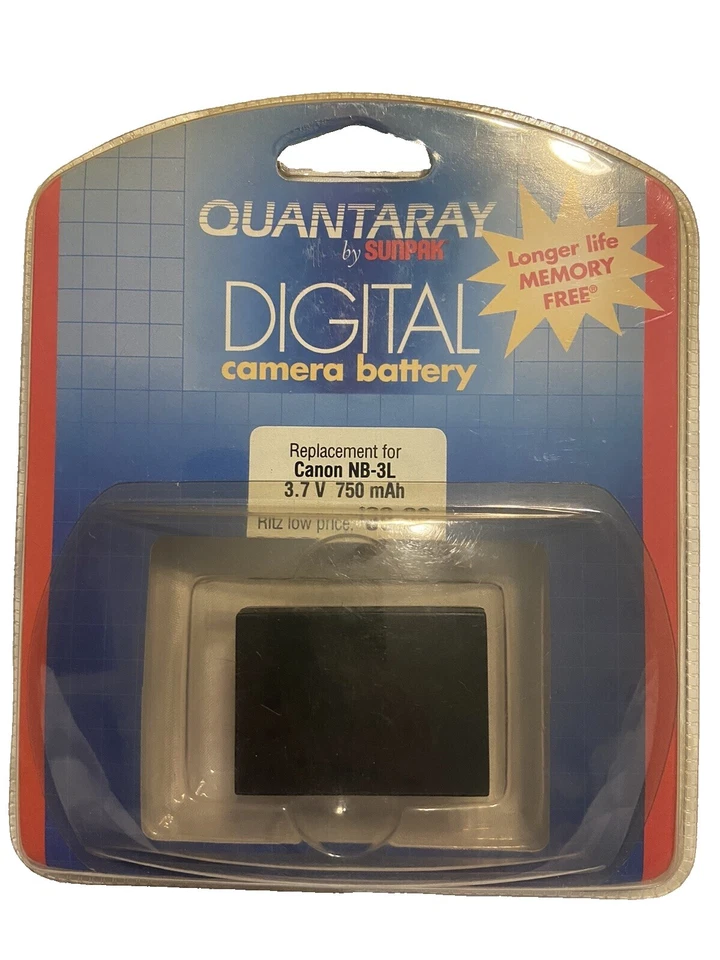 QUANTARAY
by SUNPAK
DIGITAL
camera battery
Longer life
MEMORY
FREE®
Replacement for
Canon NB-3L
3.7 V 750 mAh
Ritz low price,